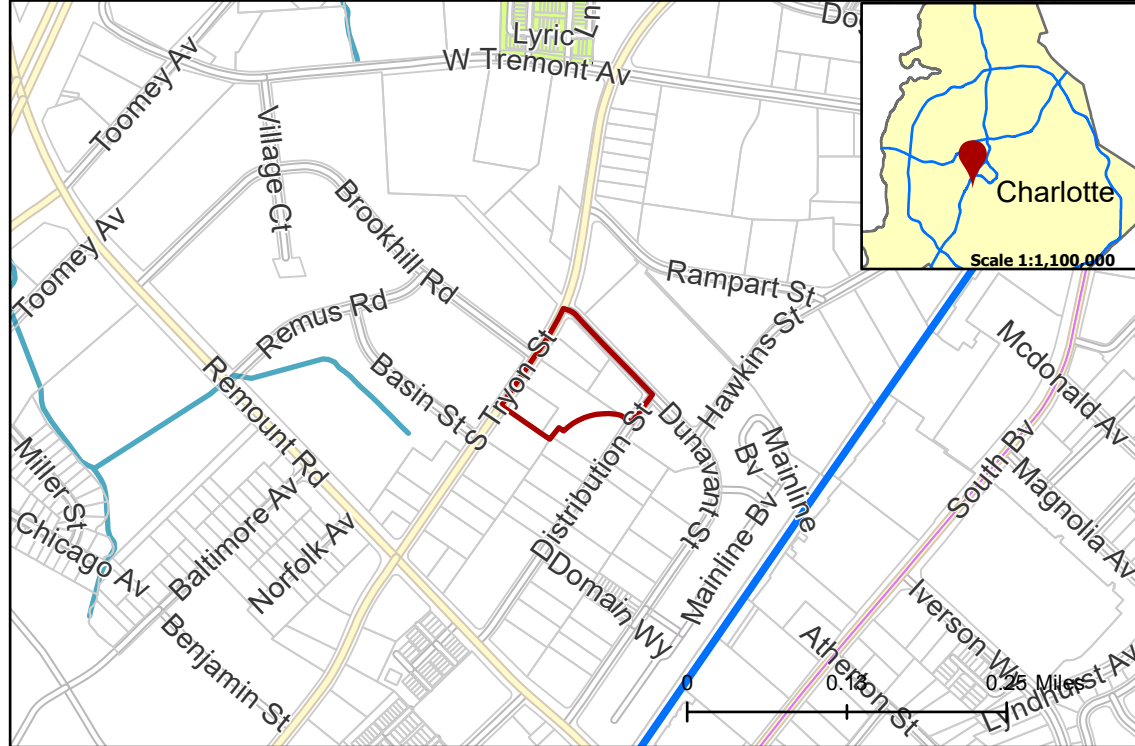 Lyric
Lu
Do
W Tremont Av
Toomey Av
Village Ct
Charlotte
Scale 1:1,100,000
Brookhill Rd
Toomey Av
Rampart St
Remus Rd
Hawkins St
Mcdonald Av
Basin St
S Tryon St
Remount Rd
Dunavant St
Mainline Bv
South Bv
Magnolia Av
Miller St
Distribution St
Chicago Av
Baltimore Av
Norfolk Av
Mainline Bv
Domain Wy
Iverson Wy
Benjamin St
Atherton St
Lyndhurst Av
0
0.13
0.25 Miles